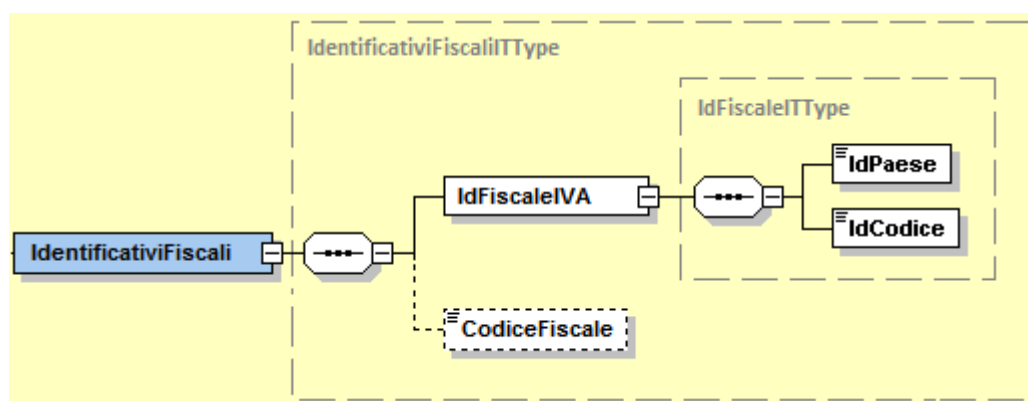 IdentificativiFiscaliITType
IdFiscaleITType
IdPaese
IdFiscaleIVA
IdCodice
IdentificativiFiscali
CodiceFiscale